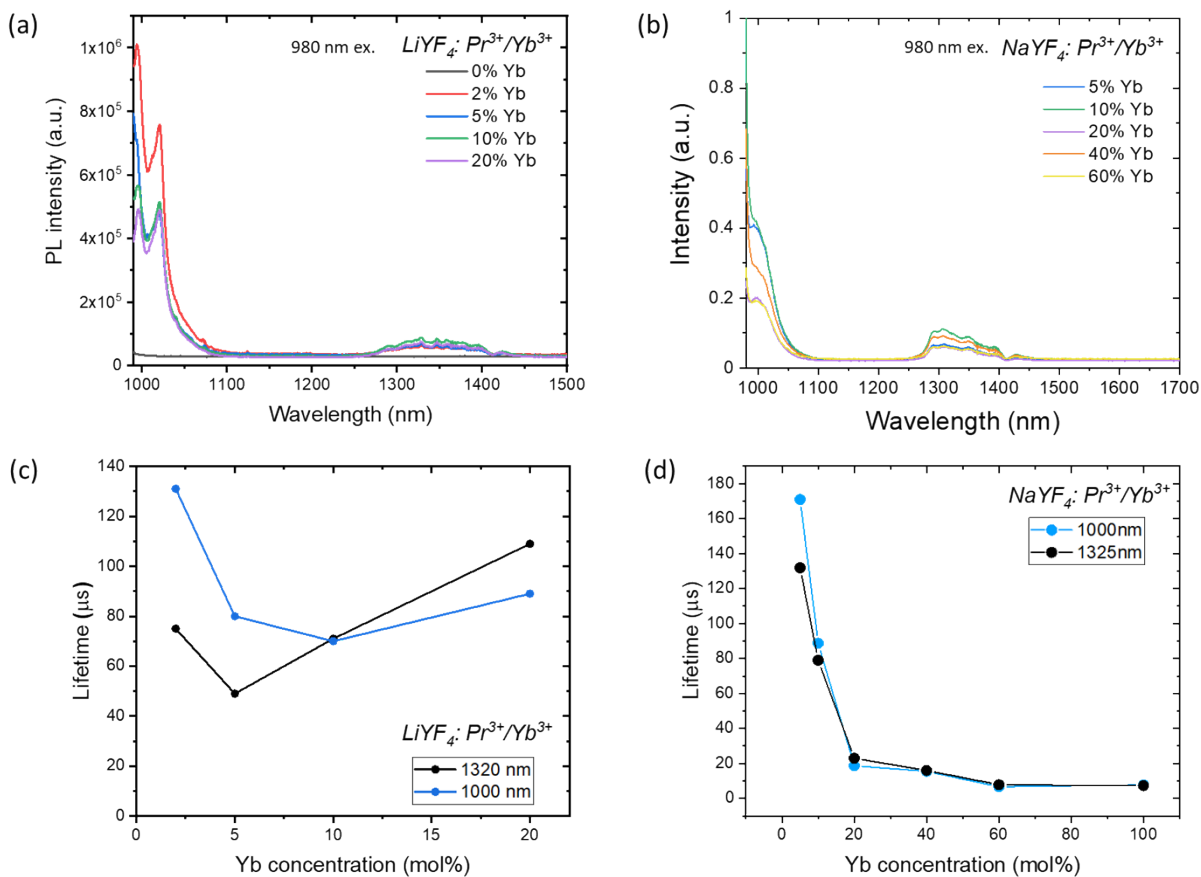 (a)
980 nm ex.
LiYF4: Pr3+/Yb3+
0% Yb
2% Yb
5% Yb
10% Yb
20% Yb
PL intensity (a.u.)
1x10^6
8x10^5
6x10^5
4x10^5
2x10^5
0
1000 1100 1200 1300 1400 1500
Wavelength (nm)
(b)
980 nm ex.
NaYF4: Pr3+/Yb3+
5% Yb
10% Yb
20% Yb
40% Yb
60% Yb
Intensity (a.u.)
1
0.8
0.6
0.4
0.2
0
1000 1100 1200 1300 1400 1500 1600 1700
Wavelength (nm)
(c)
Lifetime (μs)
140
120
100
80
60
40
20
0
LiYF4: Pr3+/Yb3+
1320 nm
1000 nm
0 5 10 15 20
Yb concentration (mol%)
(d)
NaYF4: Pr3+/Yb3+
1000nm
1325nm
Lifetime (μs)
180
160
140
120
100
80
60
40
20
0
0 20 40 60 80 100
Yb concentration (mol%)